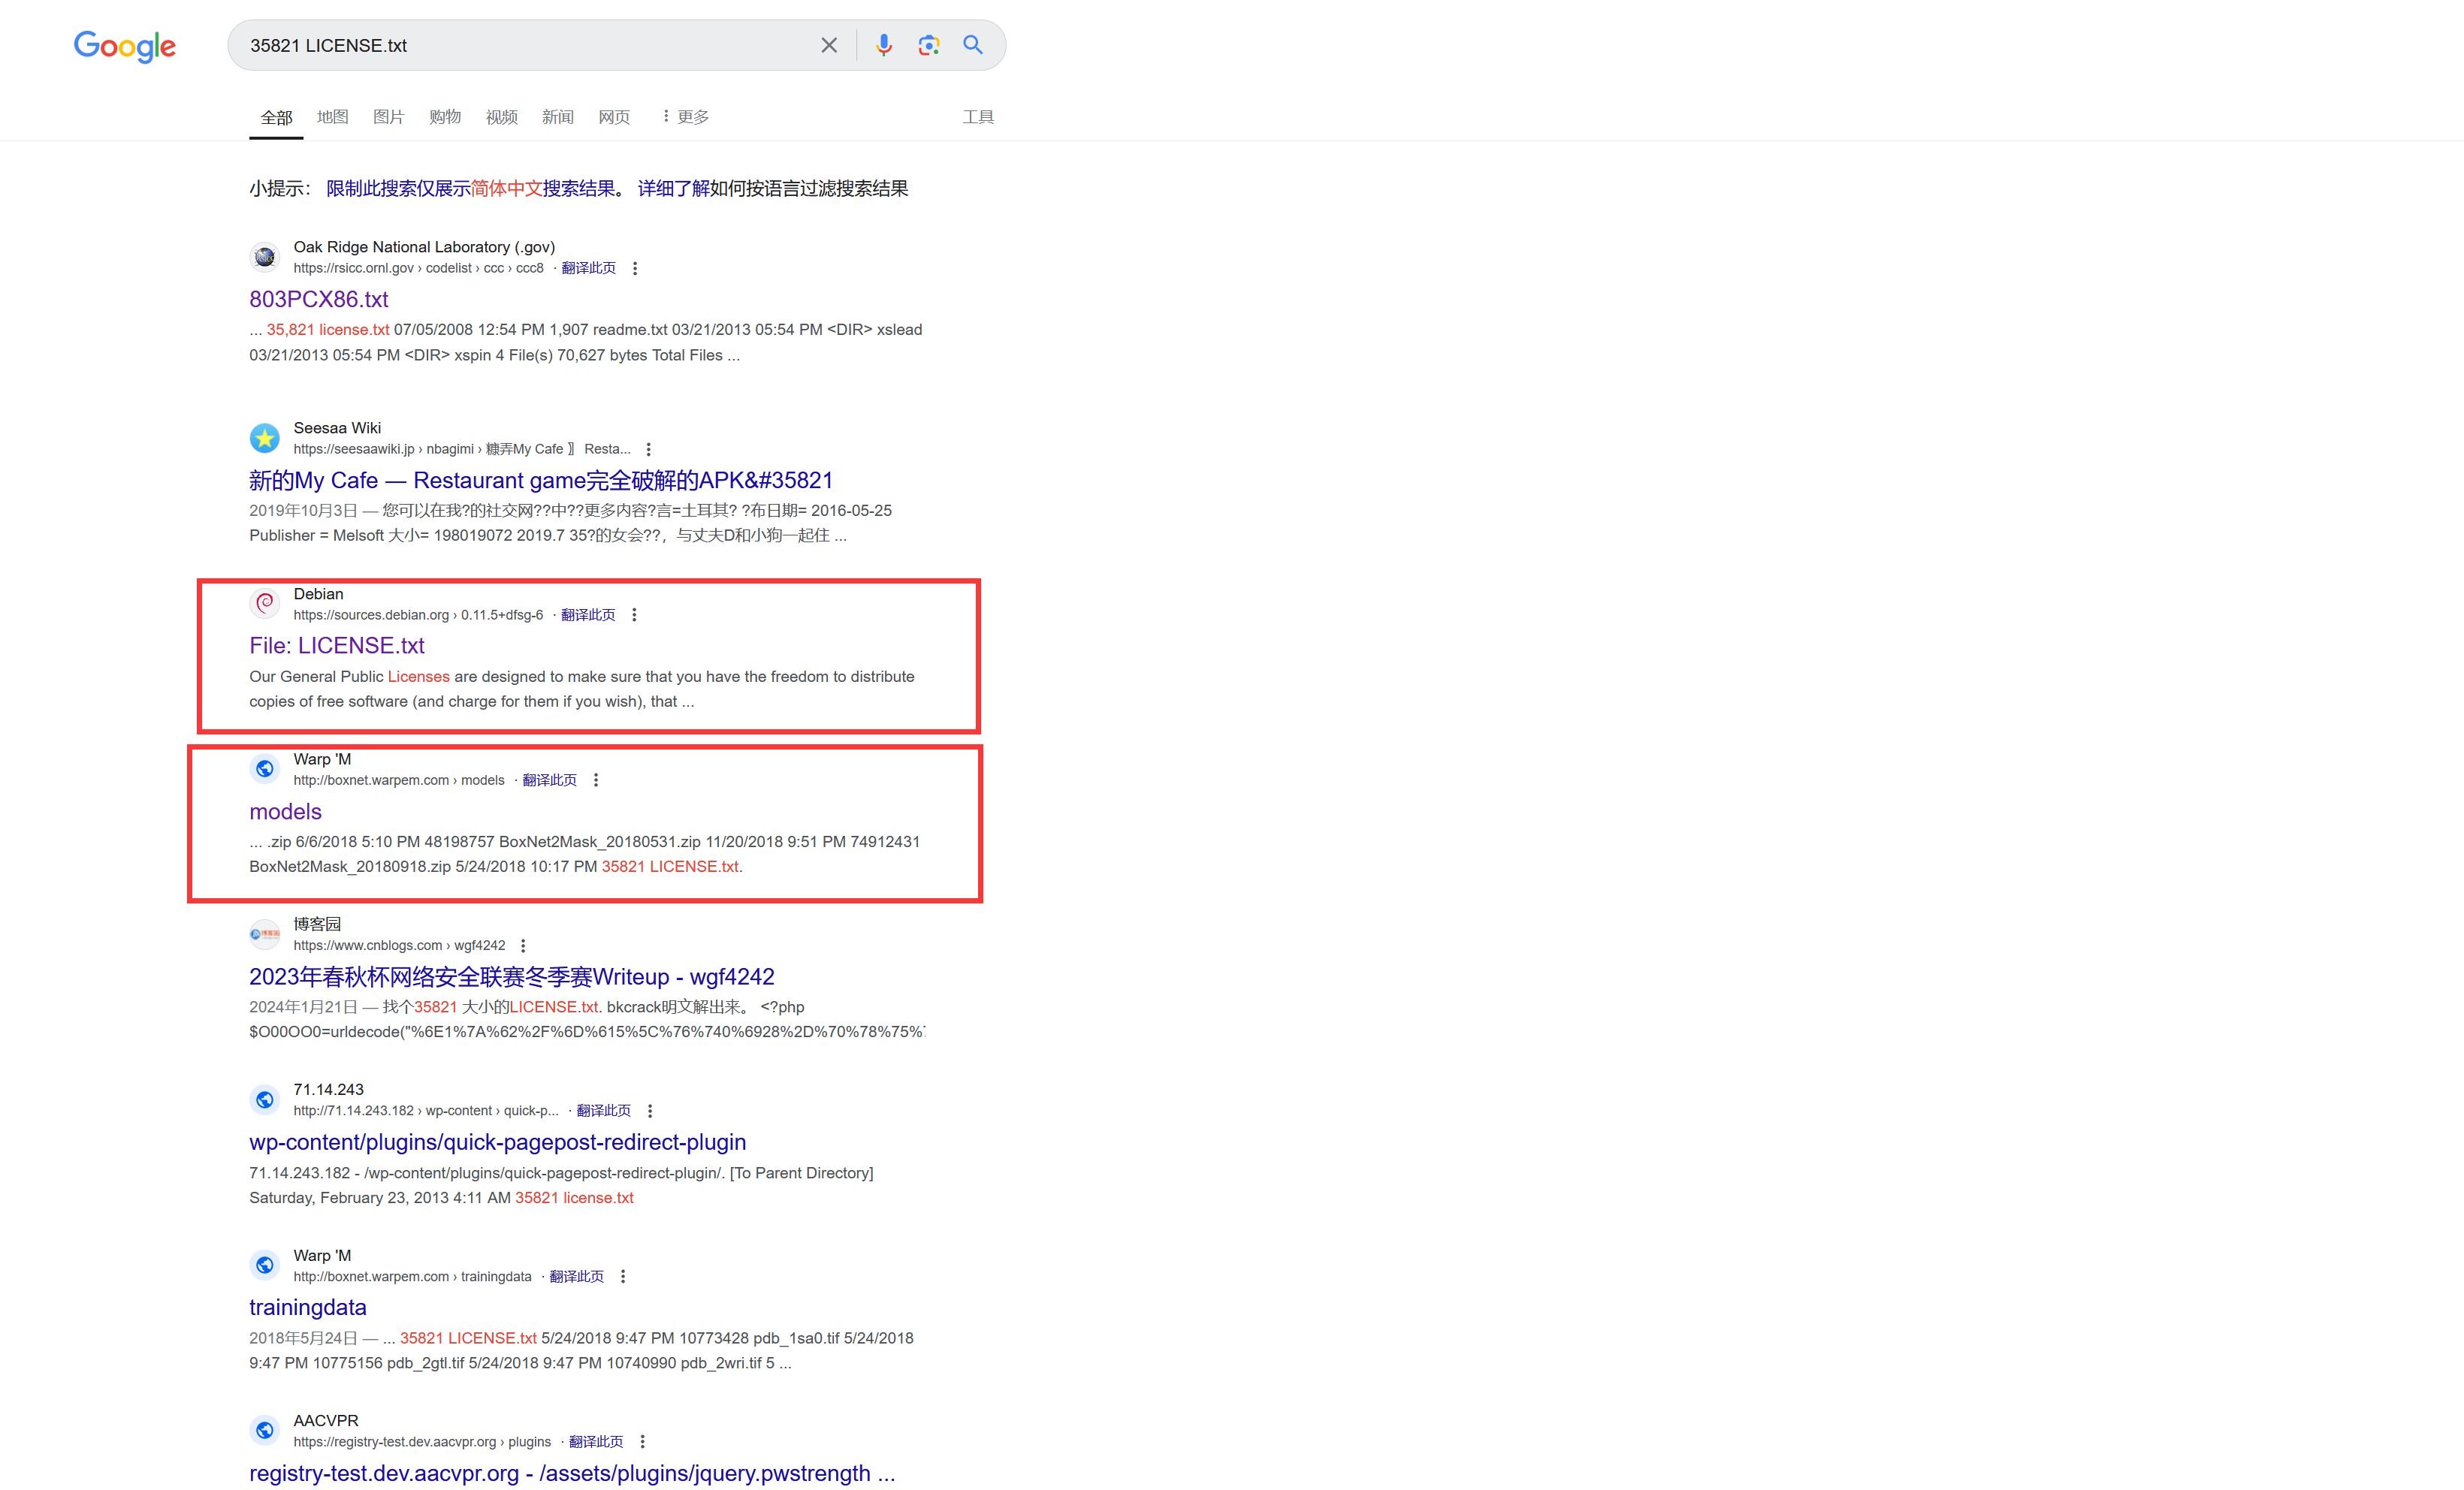 Google
35821 LICENSE.txt
全部 地图 图片 购物 视频 新闻 网页 更多 工具
小提示： 限制此搜索仅展示简体中文搜索结果。 详细了解如何按语言过滤搜索结果
Oak Ridge National Laboratory (.gov)
https://rsicc.ornl.gov › codelist › ccc › ccc8 · 翻译此页
803PCX86.txt
... 35,821 license.txt 07/05/2008 12:54 PM 1,907 readme.txt 03/21/2013 05:54 PM <DIR> xslead
03/21/2013 05:54 PM <DIR> xspin 4 File(s) 70,627 bytes Total Files ...
Seesaa Wiki
https://seesaawiki.jp › nbagimi › 糠弄My Cafe 〗 Resta...
新的My Cafe — Restaurant game完全破解的APK&#35821
2019年10月3日 — 您可以在我?的社交网??中??更多内容?言=土耳其? ?布日期= 2016-05-25
Publisher = Melsoft 大小= 198019072 2019.7 35?的女会??，与丈夫D和小狗一起住 ...
Debian
https://sources.debian.org › 0.11.5+dfsg-6 · 翻译此页
File: LICENSE.txt
Our General Public Licenses are designed to make sure that you have the freedom to distribute
copies of free software (and charge for them if you wish), that ...
Warp 'M
http://boxnet.warpem.com › models · 翻译此页
models
... .zip 6/6/2018 5:10 PM 48198757 BoxNet2Mask_20180531.zip 11/20/2018 9:51 PM 74912431
BoxNet2Mask_20180918.zip 5/24/2018 10:17 PM 35821 LICENSE.txt.
博客园
https://www.cnblogs.com › wgf4242
2023年春秋杯网络安全联赛冬季赛Writeup - wgf4242
2024年1月21日 — 找个35821 大小的LICENSE.txt. bkcrack明文解出来。 <?php
$O00OO0=urldecode("%6E1%7A%62%2F%6D%615%5C%76%740%6928%2D%70%78%75%
71.14.243
http://71.14.243.182 › wp-content › quick-p... · 翻译此页
wp-content/plugins/quick-pagepost-redirect-plugin
71.14.243.182 - /wp-content/plugins/quick-pagepost-redirect-plugin/. [To Parent Directory]
Saturday, February 23, 2013 4:11 AM 35821 license.txt
Warp 'M
http://boxnet.warpem.com › trainingdata · 翻译此页
trainingdata
2018年5月24日 — ... 35821 LICENSE.txt 5/24/2018 9:47 PM 10773428 pdb_1sa0.tif 5/24/2018
9:47 PM 10775156 pdb_2gtl.tif 5/24/2018 9:47 PM 10740990 pdb_2wri.tif 5 ...
AACVPR
https://registry-test.dev.aacvpr.org › plugins · 翻译此页
registry-test.dev.aacvpr.org - /assets/plugins/jquery.pwstrength ...